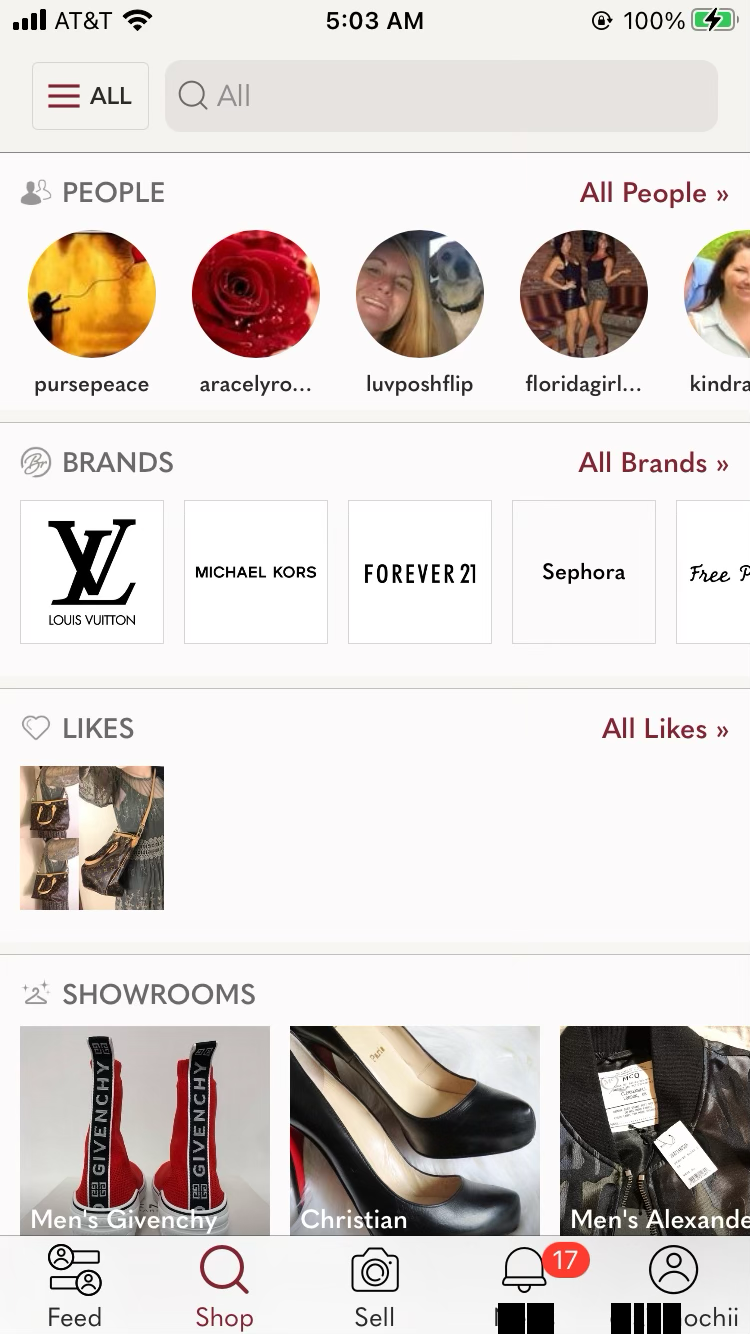 AT&T 5:03 AM 100%
ALL All
PEOPLE All People »
pursepeace aracelyro... luvposhflip floridagirl... kindra
BRANDS All Brands »
LOUIS VUITTON MICHAEL KORS FOREVER 21 Sephora Free P
LIKES All Likes »
SHOWROOMS
GIVENCHY GIVENCHY Paris MCQ
Men's Givenchy Christian Men's Alexande
17
Feed Shop Sell ochii